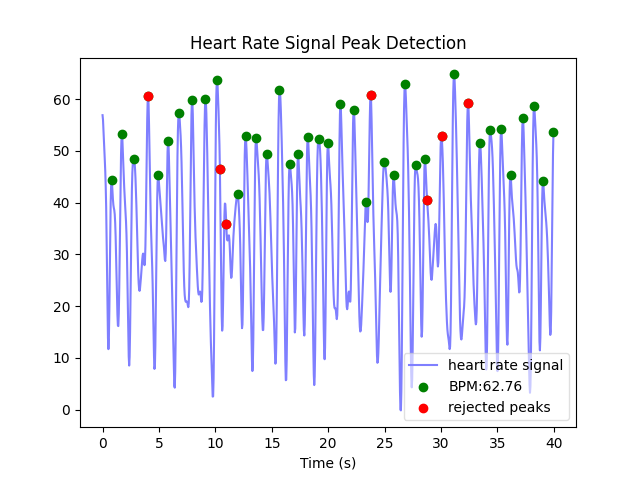 Heart Rate Signal Peak Detection
60
50
40
30
20
10
0
heart rate signal
BPM:62.76
rejected peaks
0 5 10 15 20 25 30 35 40
Time (s)